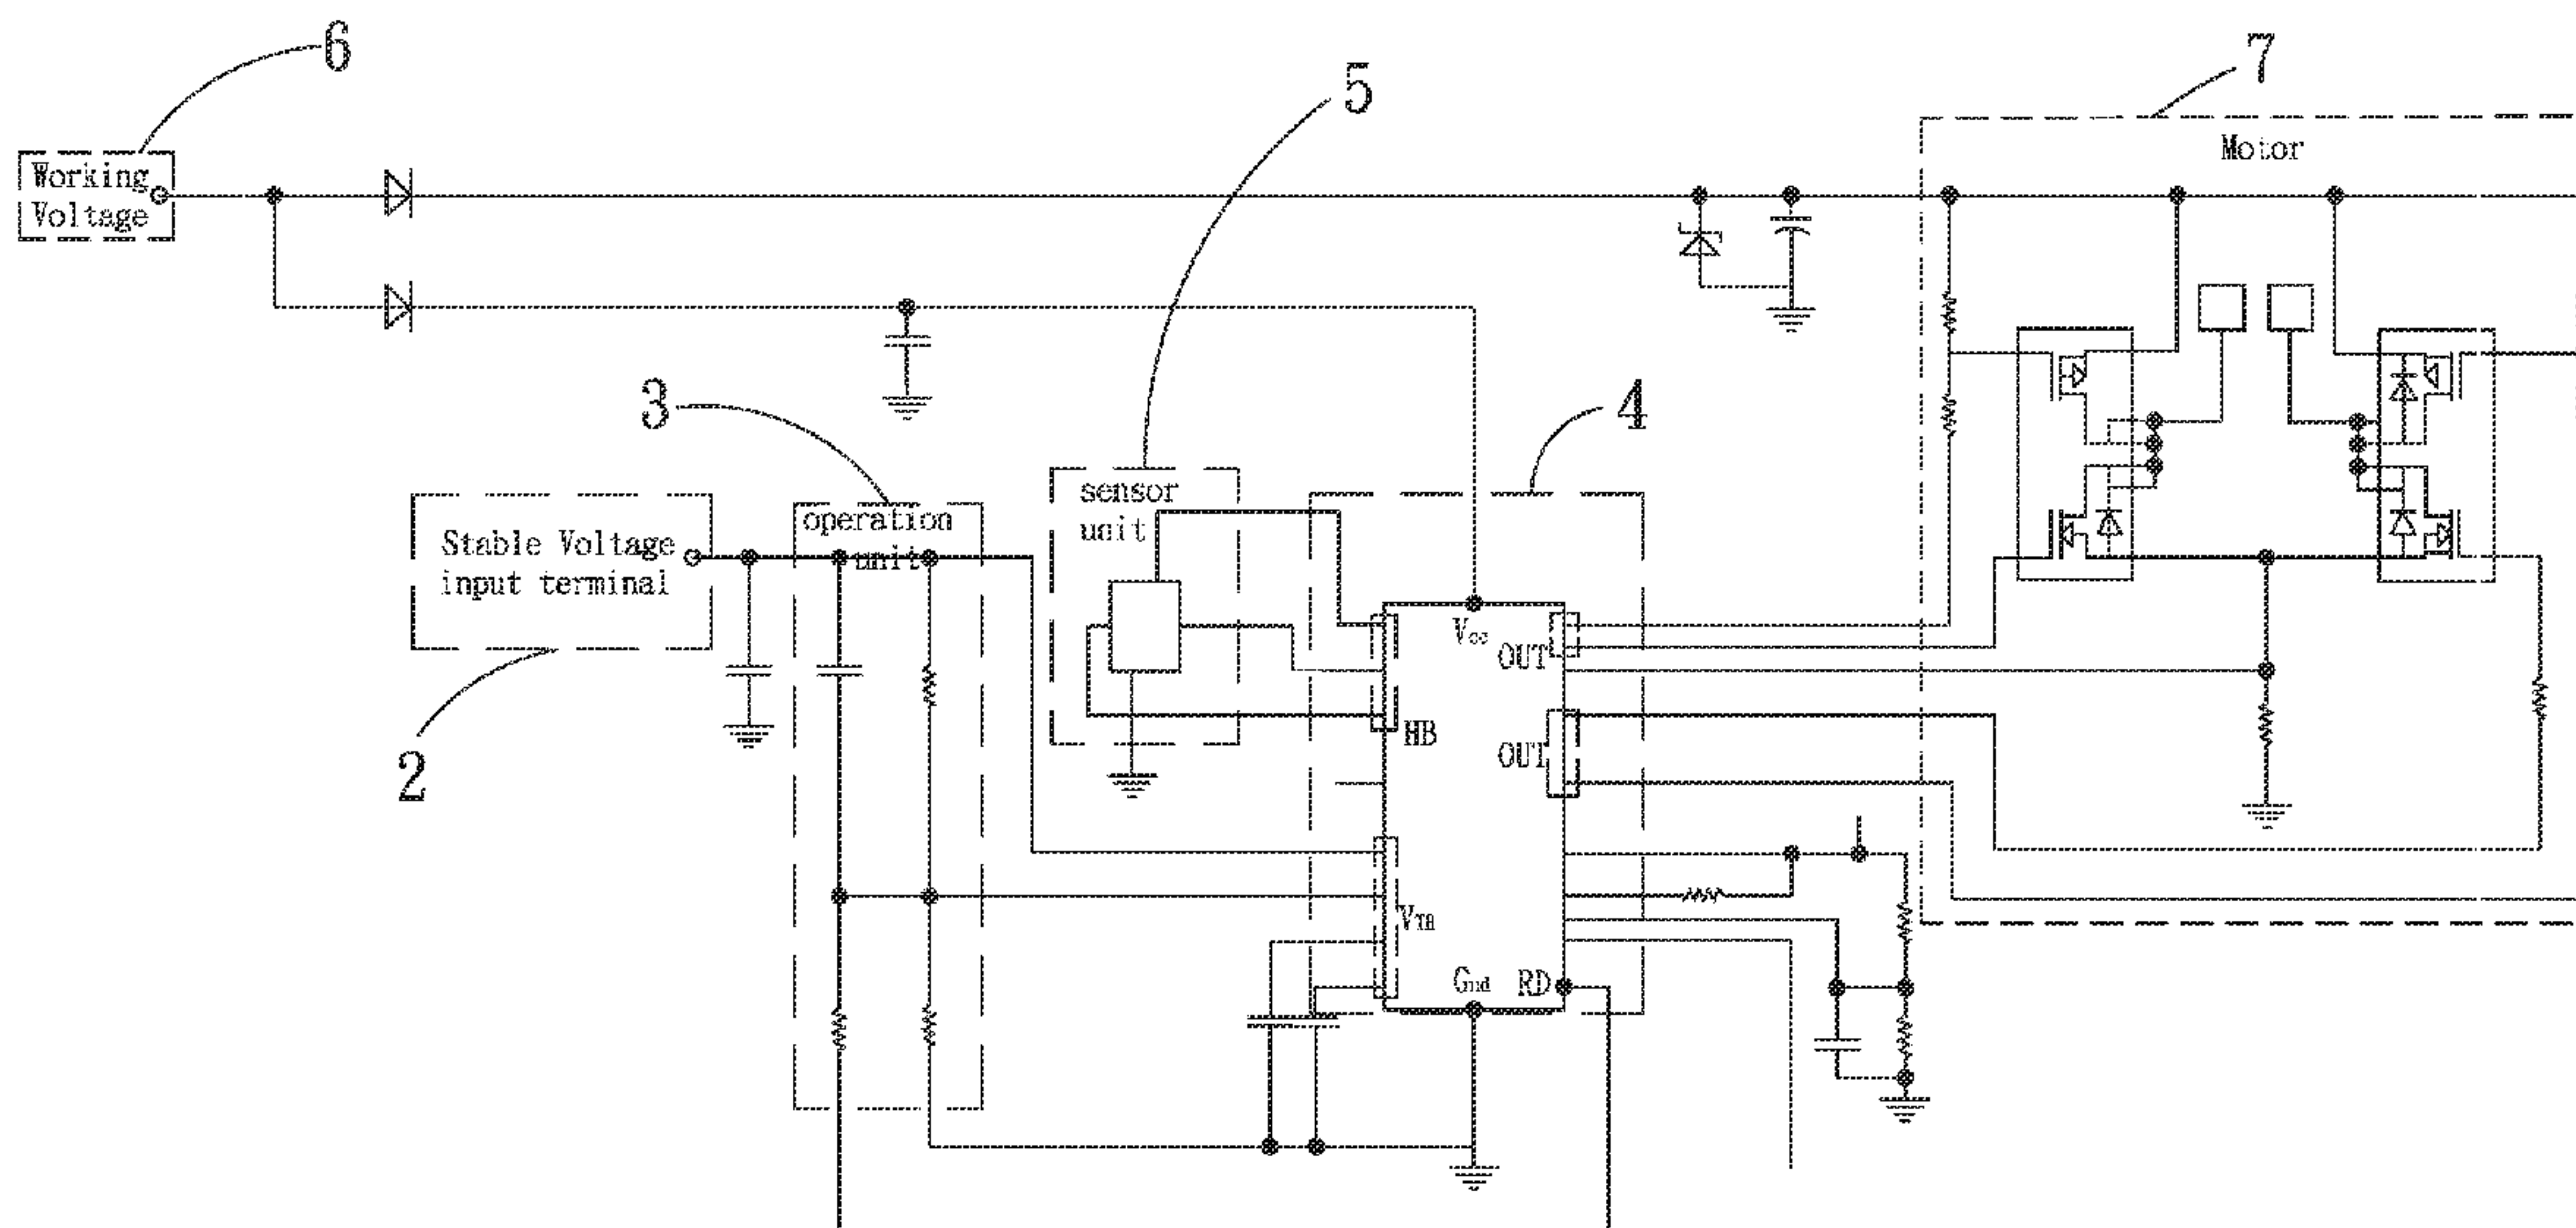 6
7
5
Working
Voltage
Motor
3
4
sensor
unit
operation
unit
Stable Voltage
input terminal
Vcc
OUT
HB
OUT
2
VTH
Gnd
RD